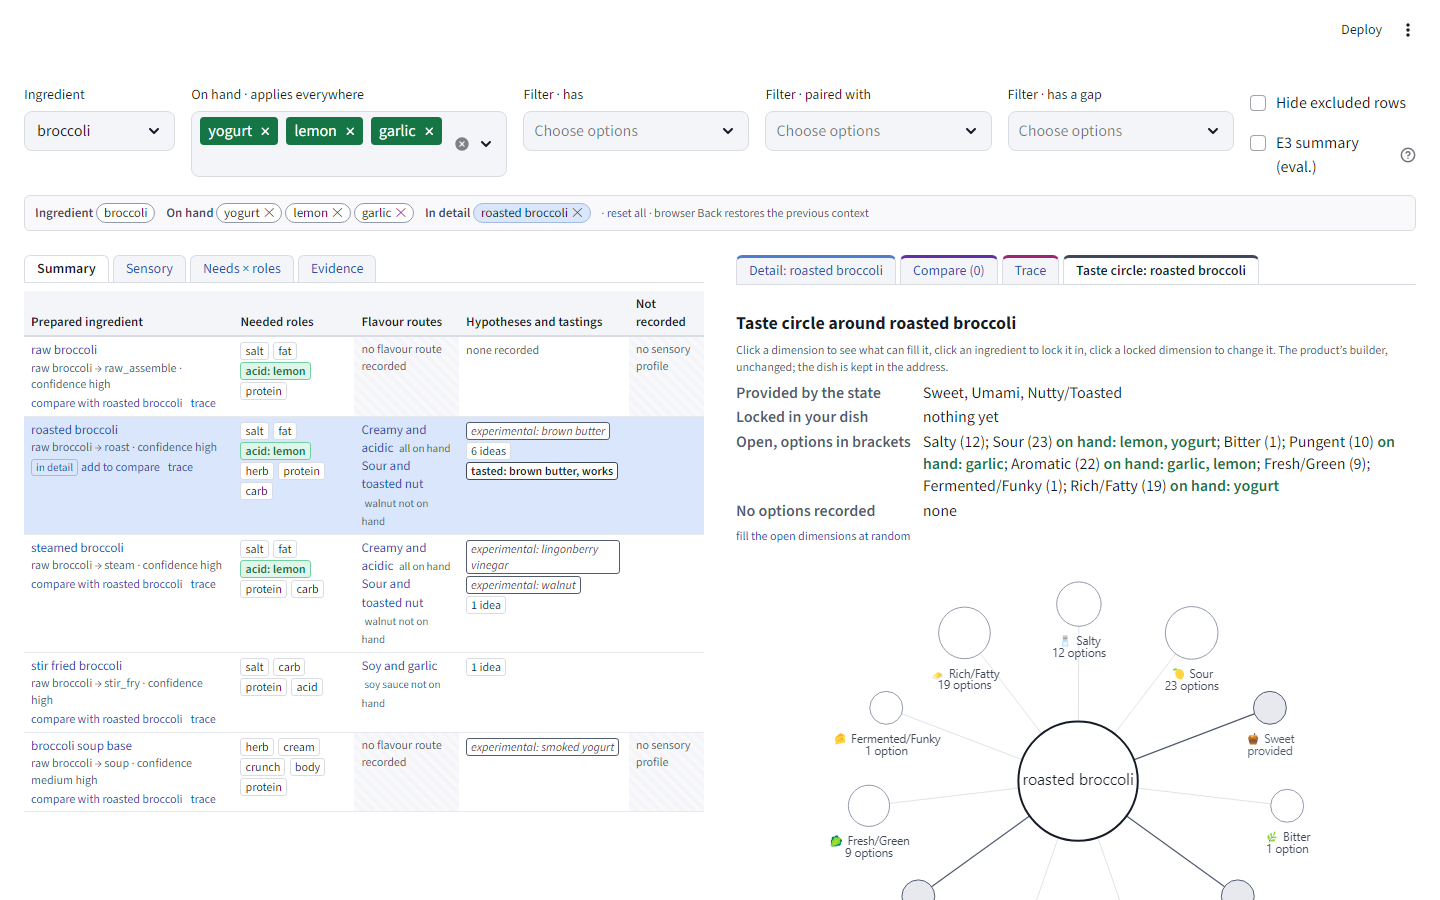 Deploy
Ingredient
On hand · applies everywhere
Filter · has
Filter · paired with
Filter · has a gap
broccoli
yogurt ×
lemon ×
garlic ×
Choose options
Choose options
Choose options
Hide excluded rows
E3 summary
(eval.)
Ingredient broccoli On hand yogurt × lemon × garlic × In detail roasted broccoli × · reset all · browser Back restores the previous context
Summary
Sensory
Needs × roles
Evidence
Prepared ingredient
Needed roles
Flavour routes
Hypotheses and tastings
Not
recorded
raw broccoli
raw broccoli → raw_assemble ·
confidence high
compare with roasted broccoli trace
salt fat
acid: lemon
protein
no flavour route
recorded
none recorded
no sensory
profile
roasted broccoli
raw broccoli → roast · confidence high
in detail add to compare trace
salt fat
acid: lemon
herb protein
carb
Creamy and
acidic all on hand
Sour and
toasted nut
walnut not on
hand
experimental: brown butter
6 ideas
tasted: brown butter, works
steamed broccoli
raw broccoli → steam · confidence high
compare with roasted broccoli trace
salt fat
acid: lemon
protein carb
Creamy and
acidic all on hand
Sour and
toasted nut
walnut not on
hand
experimental: lingonberry
vinegar
experimental: walnut
1 idea
stir fried broccoli
raw broccoli → stir_fry · confidence
high
compare with roasted broccoli trace
salt carb
protein acid
Soy and garlic
soy sauce not on
hand
1 idea
broccoli soup base
raw broccoli → soup · confidence
medium high
compare with roasted broccoli trace
herb cream
crunch body
protein
no flavour route
recorded
experimental: smoked yogurt
no sensory
profile
Detail: roasted broccoli
Compare (0)
Trace
Taste circle: roasted broccoli
Taste circle around roasted broccoli
Click a dimension to see what can fill it, click an ingredient to lock it in, click a locked dimension to change it. The product's builder,
unchanged; the dish is kept in the address.
Provided by the state Sweet, Umami, Nutty/Toasted
Locked in your dish nothing yet
Open, options in brackets Salty (12); Sour (23) on hand: lemon, yogurt; Bitter (1); Pungent (10) on
hand: garlic; Aromatic (22) on hand: garlic, lemon; Fresh/Green (9);
Fermented/Funky (1); Rich/Fatty (19) on hand: yogurt
No options recorded none
fill the open dimensions at random
Salty
12 options
Rich/Fatty
19 options
Sour
23 options
Fermented/Funky
1 option
Sweet
provided
roasted broccoli
Fresh/Green
9 options
Bitter
1 option